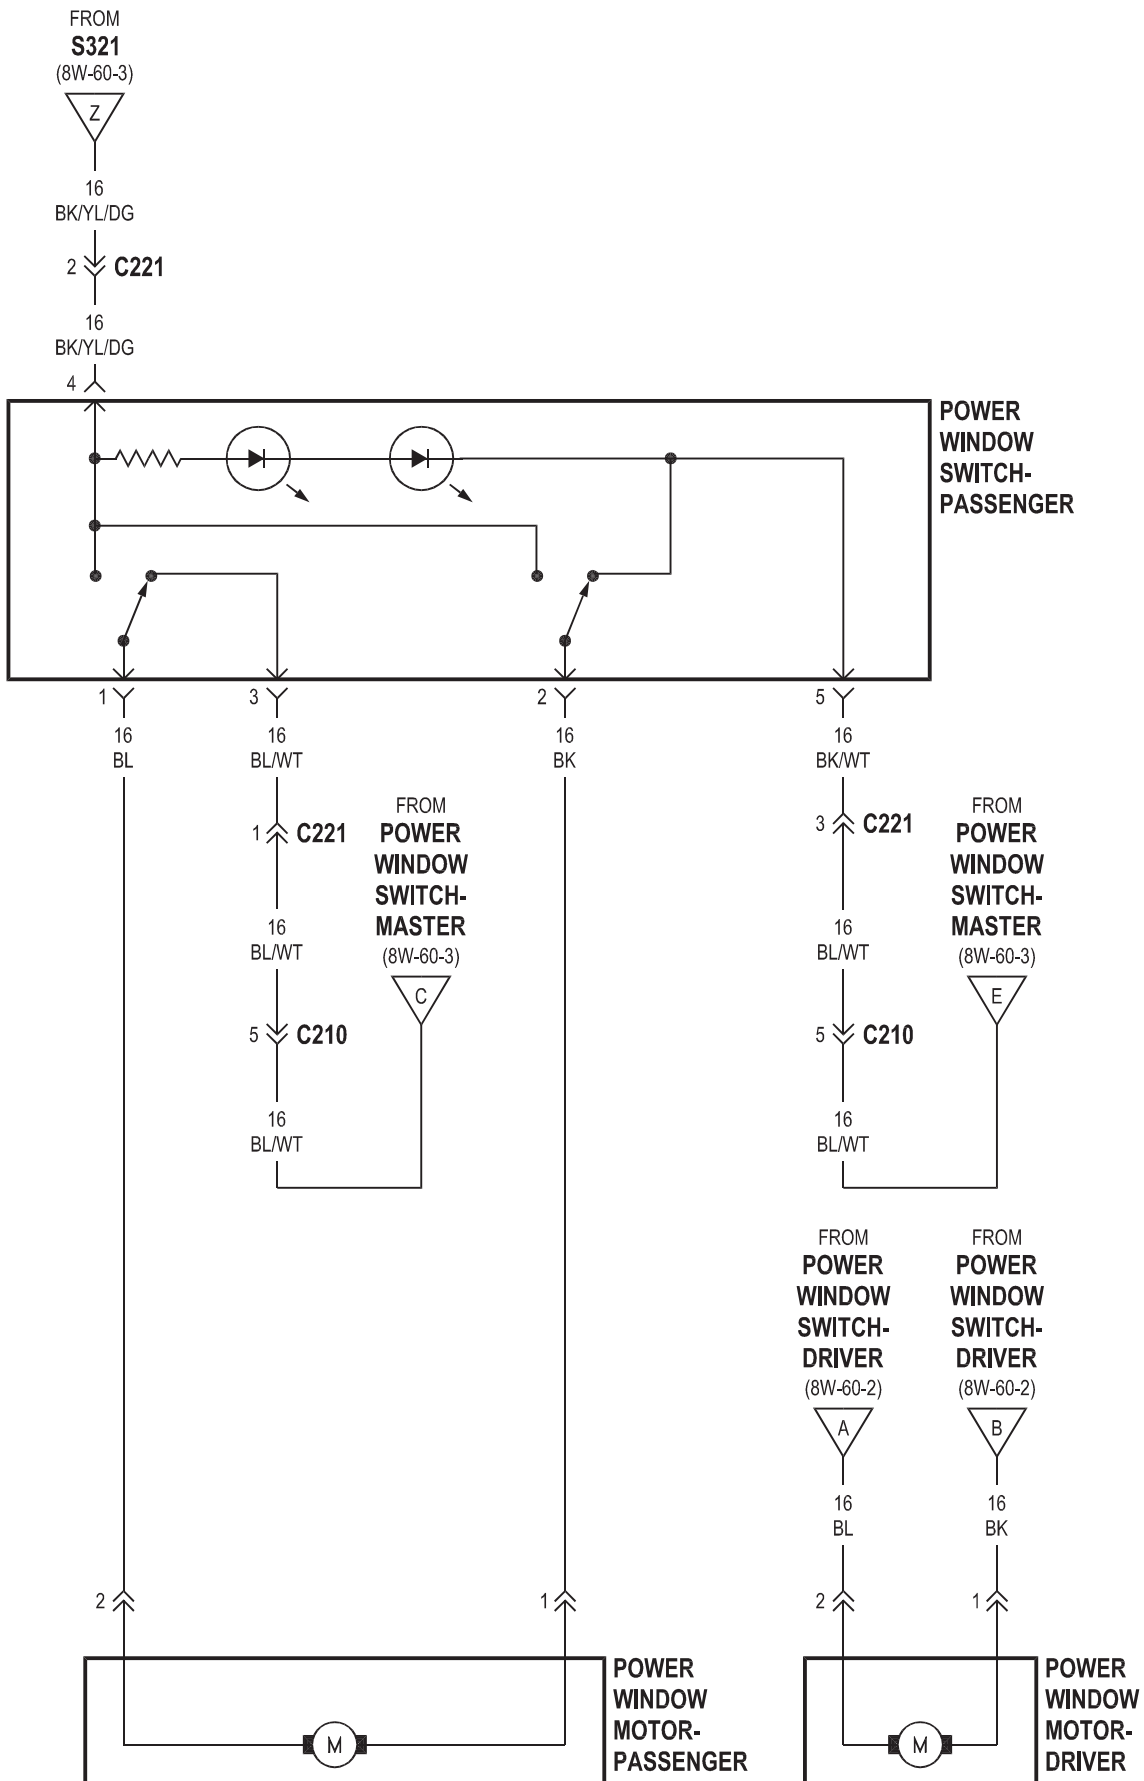 FROM
S321
(8W-60-3)
Z
16
BK/YL/DG
2
C221
16
BK/YL/DG
4
POWER
WINDOW
SWITCH-
PASSENGER
1
3
2
5
16
BL
16
BL/WT
16
BK
16
BK/WT
1
C221
FROM
POWER
WINDOW
SWITCH-
MASTER
(8W-60-3)
C
3
C221
FROM
POWER
WINDOW
SWITCH-
MASTER
(8W-60-3)
E
16
BL/WT
16
BL/WT
5
C210
5
C210
16
BL/WT
16
BL/WT
FROM
POWER
WINDOW
SWITCH-
DRIVER
(8W-60-2)
A
FROM
POWER
WINDOW
SWITCH-
DRIVER
(8W-60-2)
B
16
BL
16
BK
2
1
2
1
M
POWER
WINDOW
MOTOR-
PASSENGER
M
POWER
WINDOW
MOTOR-
DRIVER